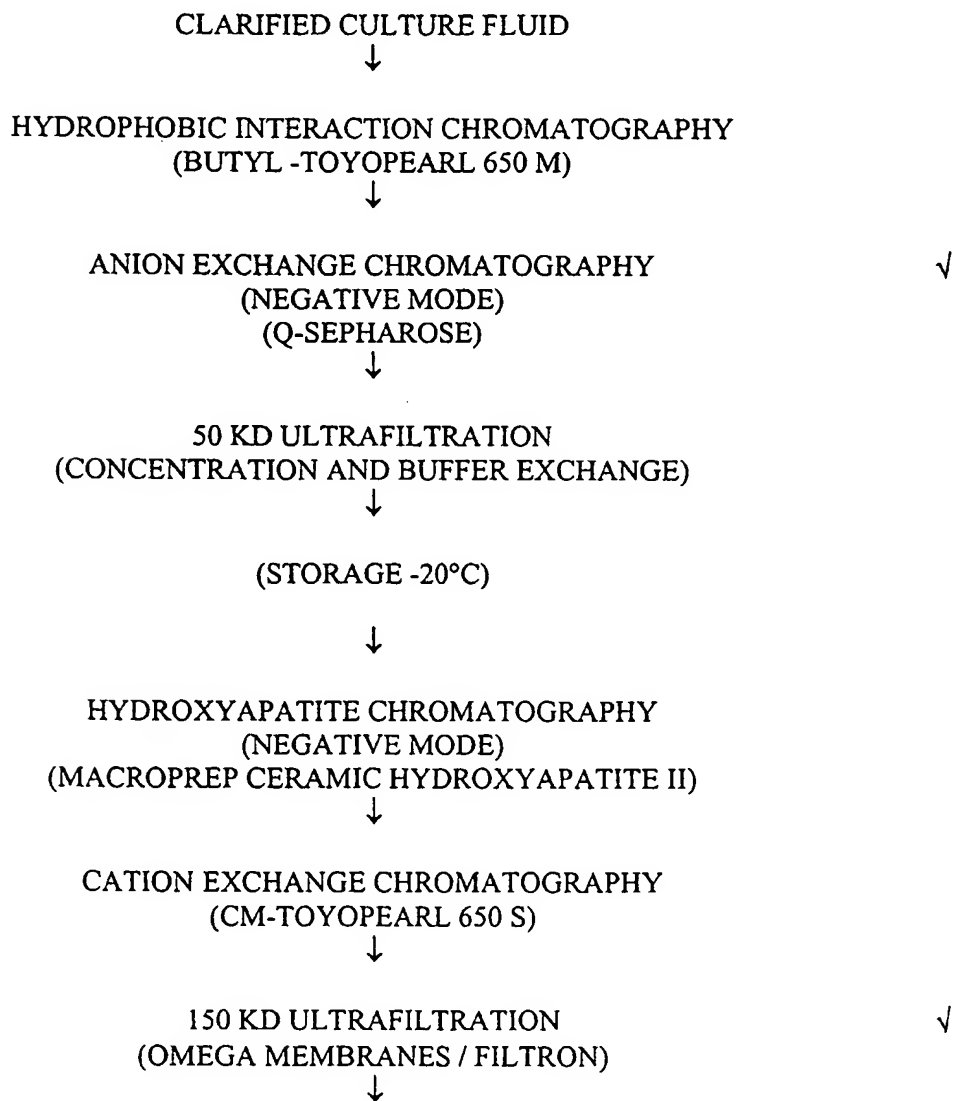 CLARIFIED CULTURE FLUID
↓
HYDROPHOBIC INTERACTION CHROMATOGRAPHY
(BUTYL -TOYOPEARL 650 M)
↓
ANION EXCHANGE CHROMATOGRAPHY √
(NEGATIVE MODE)
(Q-SEPHAROSE)
↓
50 KD ULTRAFILTRATION
(CONCENTRATION AND BUFFER EXCHANGE)
↓
(STORAGE -20°C)
↓
HYDROXYAPATITE CHROMATOGRAPHY
(NEGATIVE MODE)
(MACROPREP CERAMIC HYDROXYAPATITE II)
↓
CATION EXCHANGE CHROMATOGRAPHY
(CM-TOYOPEARL 650 S)
↓
150 KD ULTRAFILTRATION √
(OMEGA MEMBRANES / FILTRON)
↓